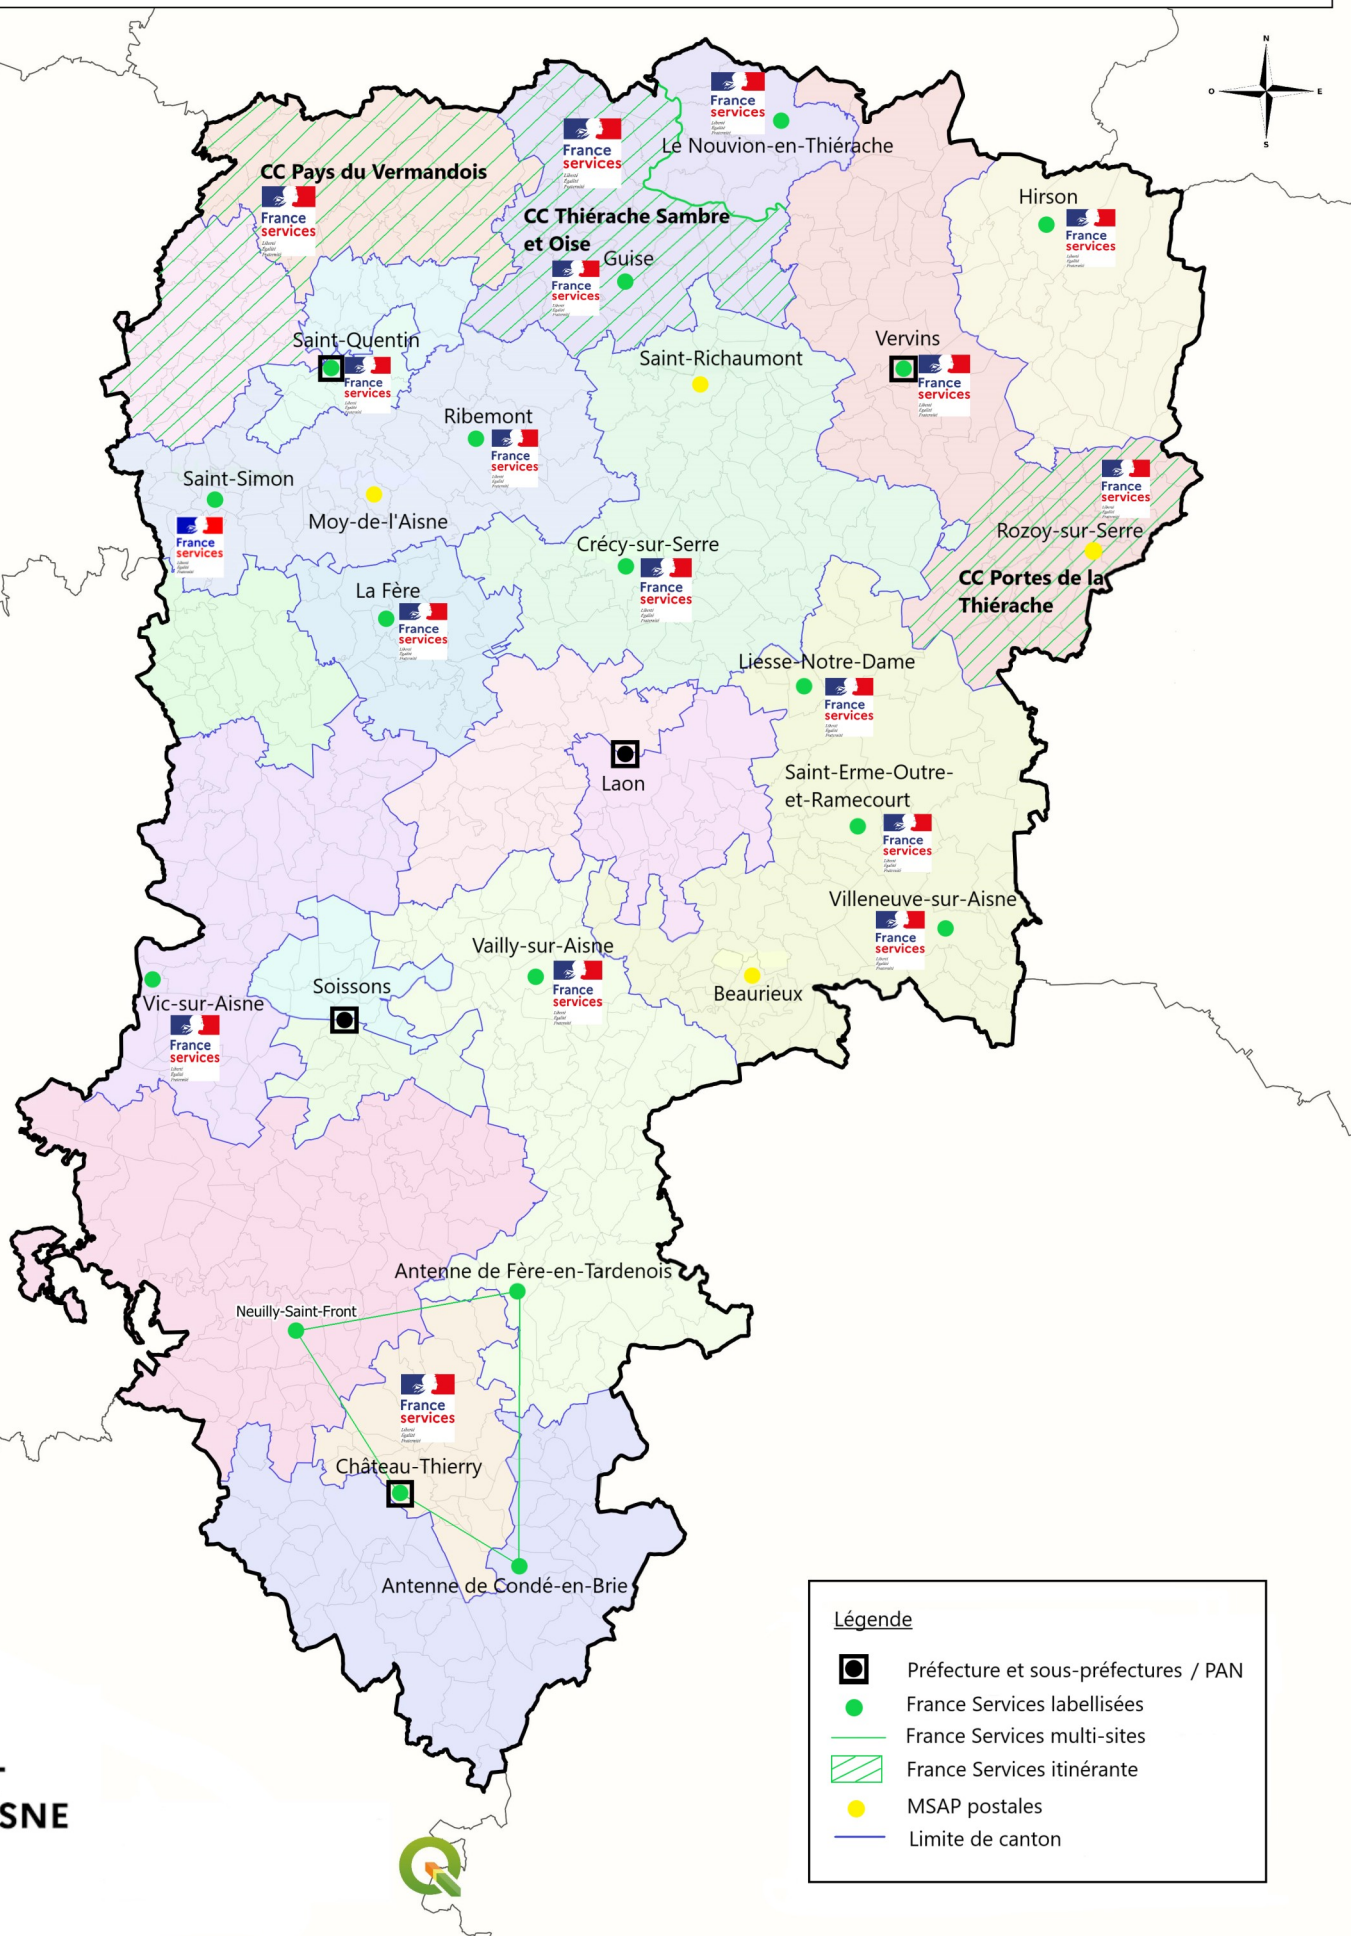 N
O
E
S
France
services
Le Nouvion-en-Thiérache
France
services
CC Pays du Vermandois
France
services
CC Thiérache Sambre
et Oise
Guise
France
services
Hirson
France
services
Saint-Quentin
France
services
Saint-Richaumont
Vervins
France
services
Ribemont
France
services
Saint-Simon
France
services
Moy-de-l'Aisne
France
services
Rozoy-sur-Serre
CC Portes de la
Thiérache
Crécy-sur-Serre
France
services
La Fère
France
services
Liesse-Notre-Dame
France
services
Laon
Saint-Erme-Outre-
et-Ramecourt
France
services
Villeneuve-sur-Aisne
France
services
Vailly-sur-Aisne
France
services
Beaurieux
Soissons
Vic-sur-Aisne
France
services
Antenne de Fère-en-Tardenois
Neuilly-Saint-Front
France
services
Château-Thierry
Antenne de Condé-en-Brie
Légende
Préfecture et sous-préfectures / PAN
France Services labellisées
France Services multi-sites
France Services itinérante
MSAP postales
Limite de canton
SNE